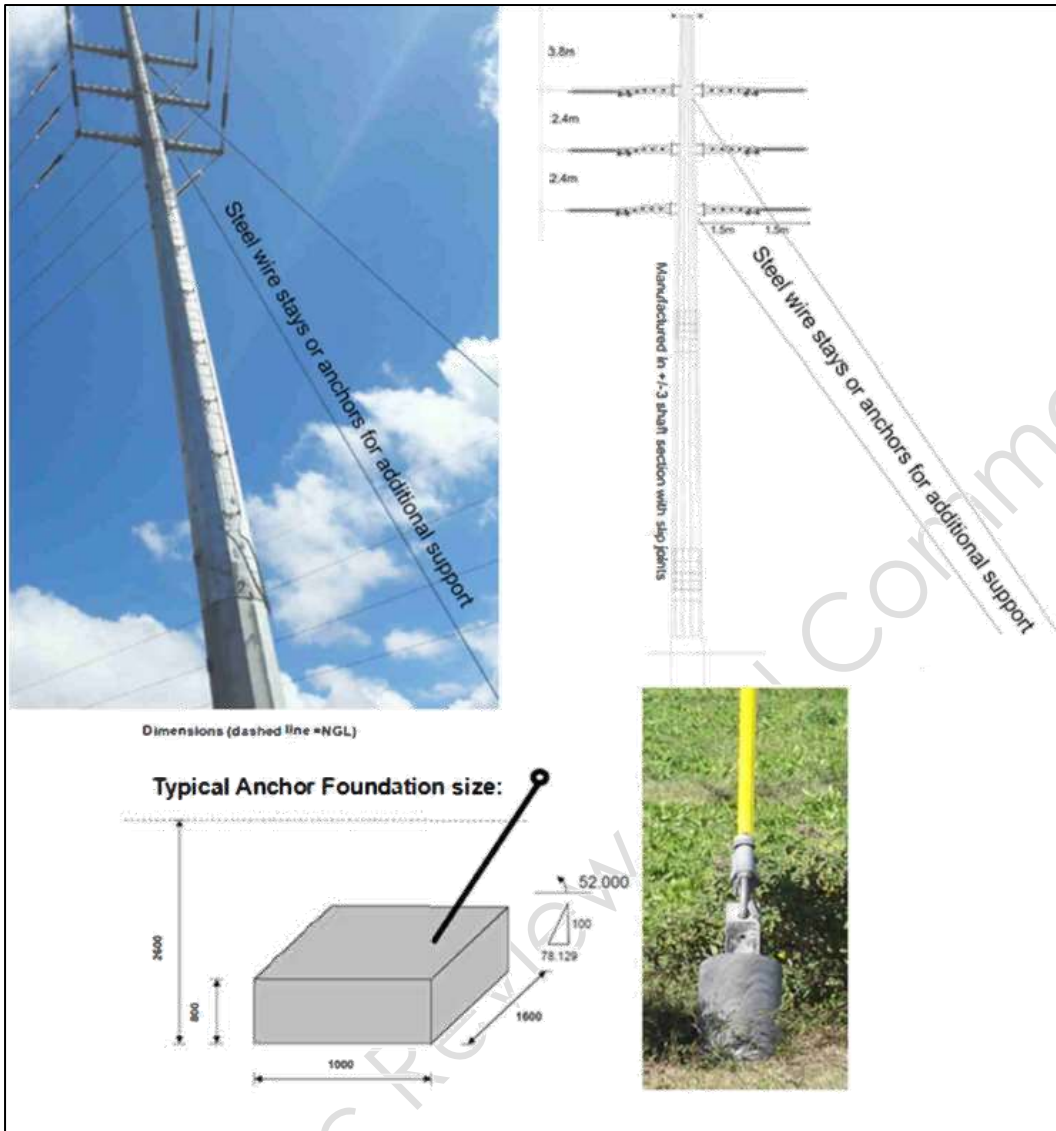 3.8m
2.4m
2.4m
1.5m 1.5m
Steel wire stays or anchors for additional support
Manufactured in +/-3 shaft section with slip joints
Steel wire stays or anchors for additional support
Dimensions (dashed line =NGL)
Typical Anchor Foundation size:
52.000
100
78.129
2600
800
1600
1000
Review
Comme